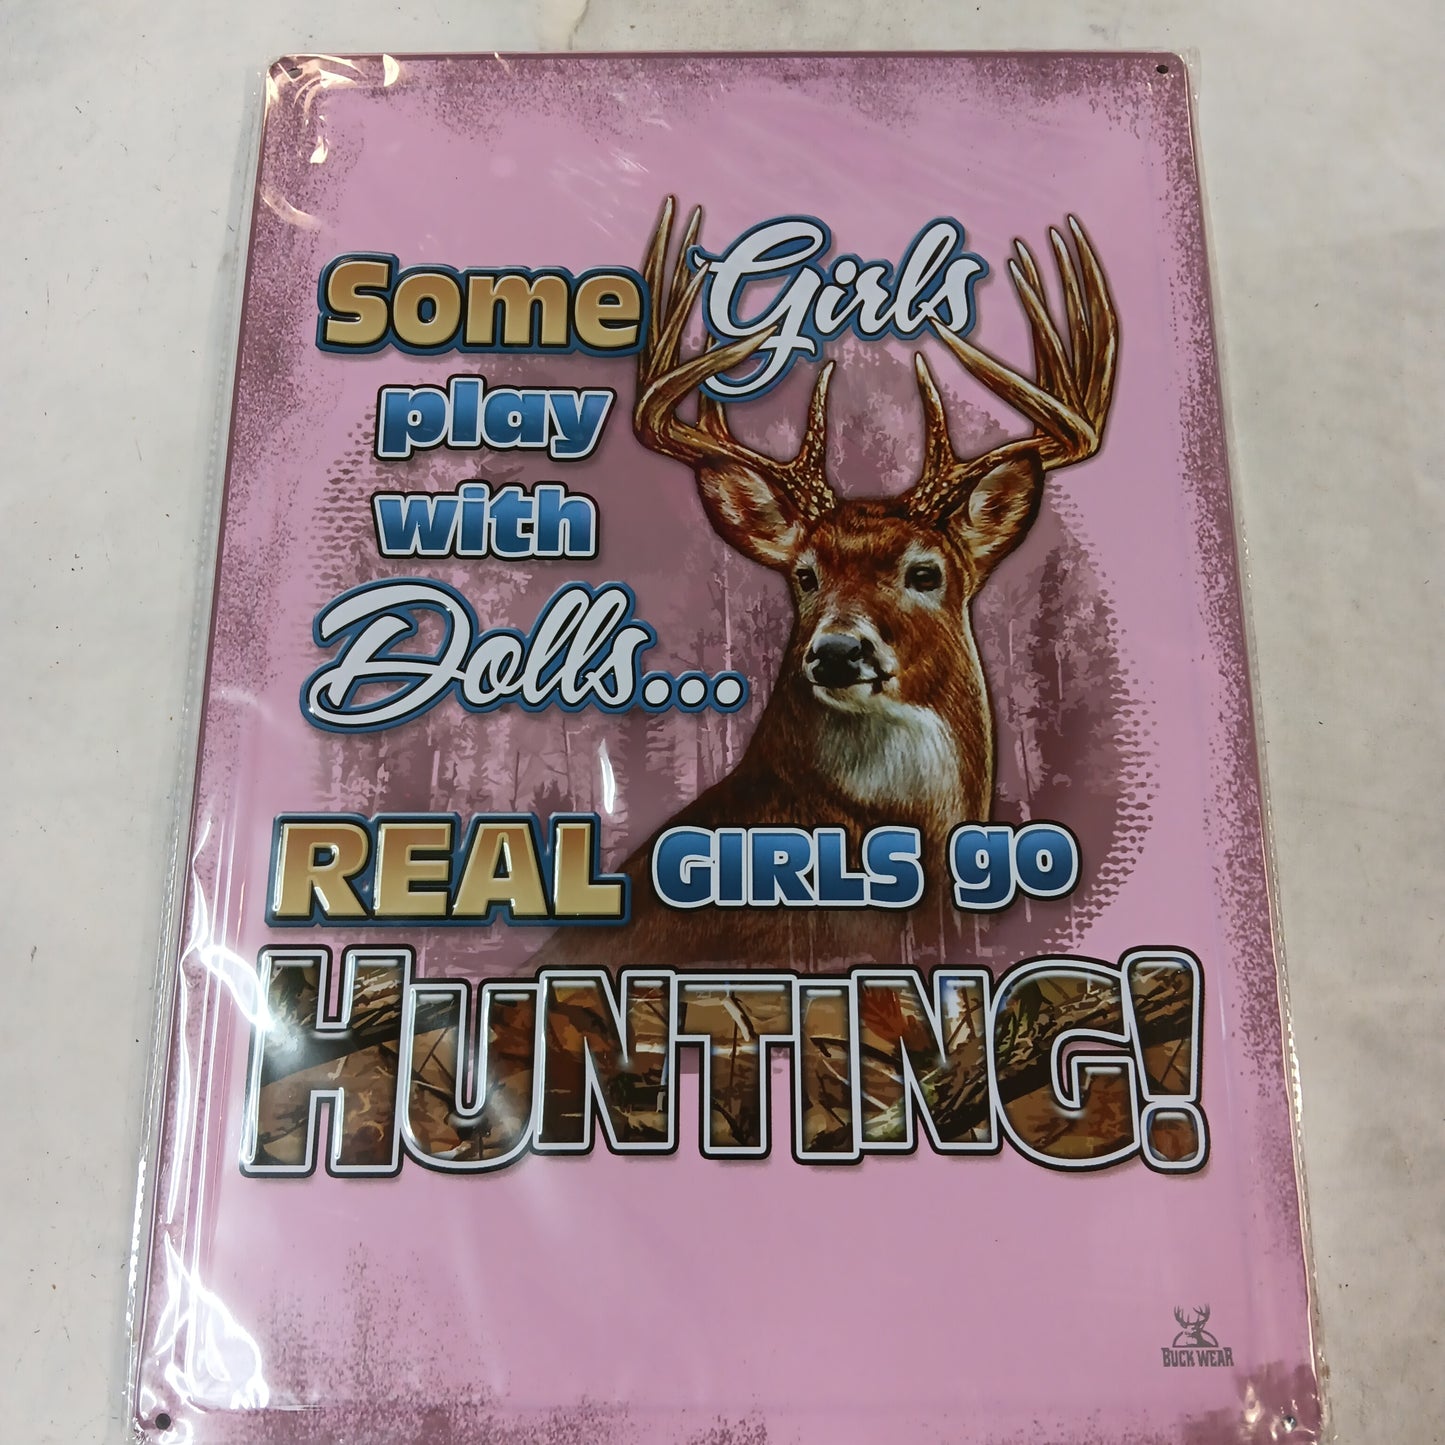 Some Girls
play
with
Dolls...
REAL GIRLS go
HUNTING!
BUCK WEAR